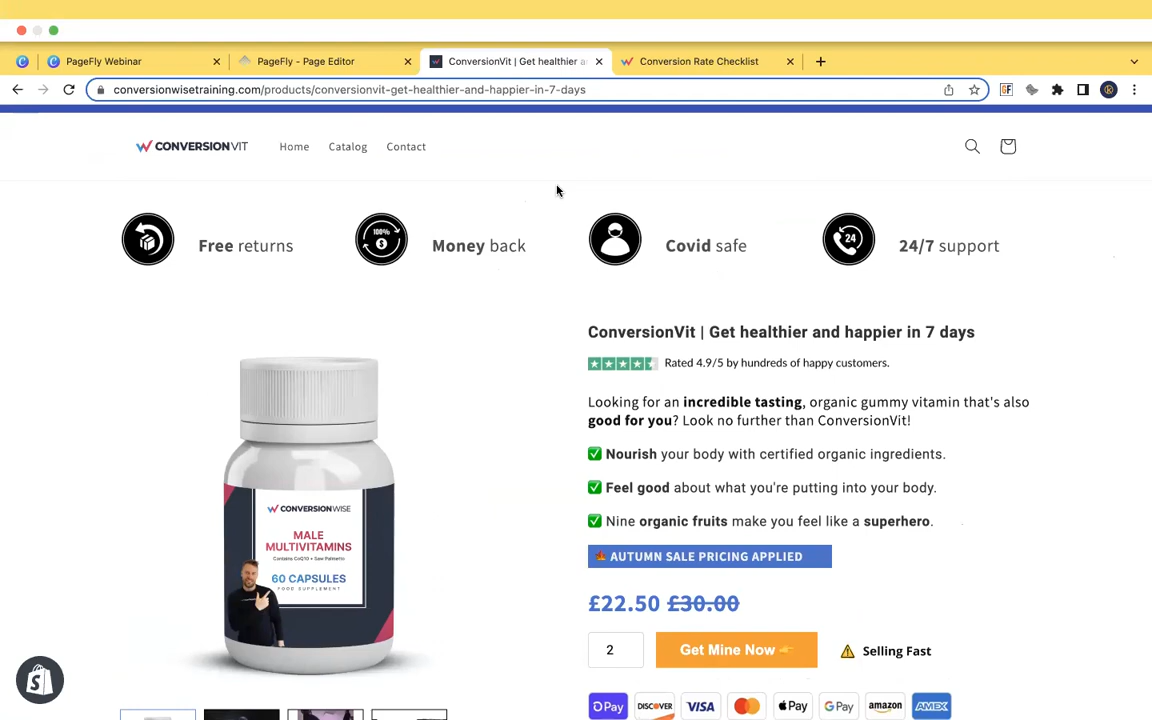 PageFly Webinar
PageFly - Page Editor
ConversionVit | Get healthier a
Conversion Rate Checklist
conversionwisetraining.com/products/conversionvit-get-healthier-and-happier-in-7-days
CONVERSIONVIT
Home
Catalog
Contact
Free returns
100%
Money back
Covid safe
24
24/7 support
ConversionVit | Get healthier and happier in 7 days
Rated 4.9/5 by hundreds of happy customers.
Looking for an incredible tasting, organic gummy vitamin that's also
good for you? Look no further than ConversionVit!
Nourish your body with certified organic ingredients.
Feel good about what you're putting into your body.
Nine organic fruits make you feel like a superhero.
AUTUMN SALE PRICING APPLIED
£22.50 £30.00
2
Get Mine Now
Selling Fast
CONVERSIONWISE
MALE
MULTIVITAMINS
Contains CoQ10 + Saw Palmetto
60 CAPSULES
FOOD SUPPLEMENT
Pay
DISCOVER
VISA
Pay
G Pay
amazon
AMEX